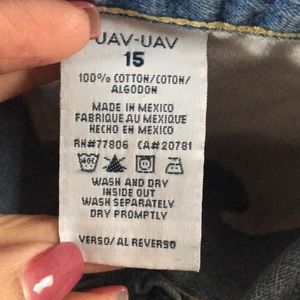 UAV-UAV
15
100% COTTON/COTON/
ALGODON
MADE IN MEXICO
FABRIQUE AU MEXIQUE
HECHO EN MEXICO
RN#77806 CA#20781
WASH AND DRY
INSIDE OUT
WASH SEPARATELY
DRY PROMPTLY
VERSO/AL REVERSO